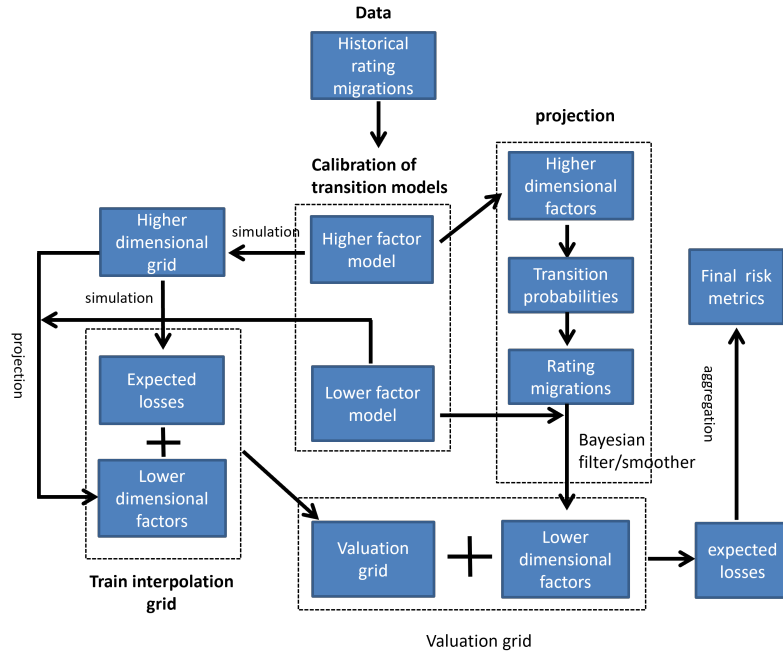 Data
Historical
rating
migrations
projection
Calibration of
transition models
Higher
dimensional
factors
Higher
dimensional
grid
simulation
Higher factor
model
Transition
probabilities
Final risk
metrics
simulation
projection
Expected
losses
Lower factor
model
Rating
migrations
aggregation
Bayesian
filter/smoother
Lower
dimensional
factors
Valuation
grid
Lower
dimensional
factors
expected
losses
Train interpolation
grid
Valuation grid